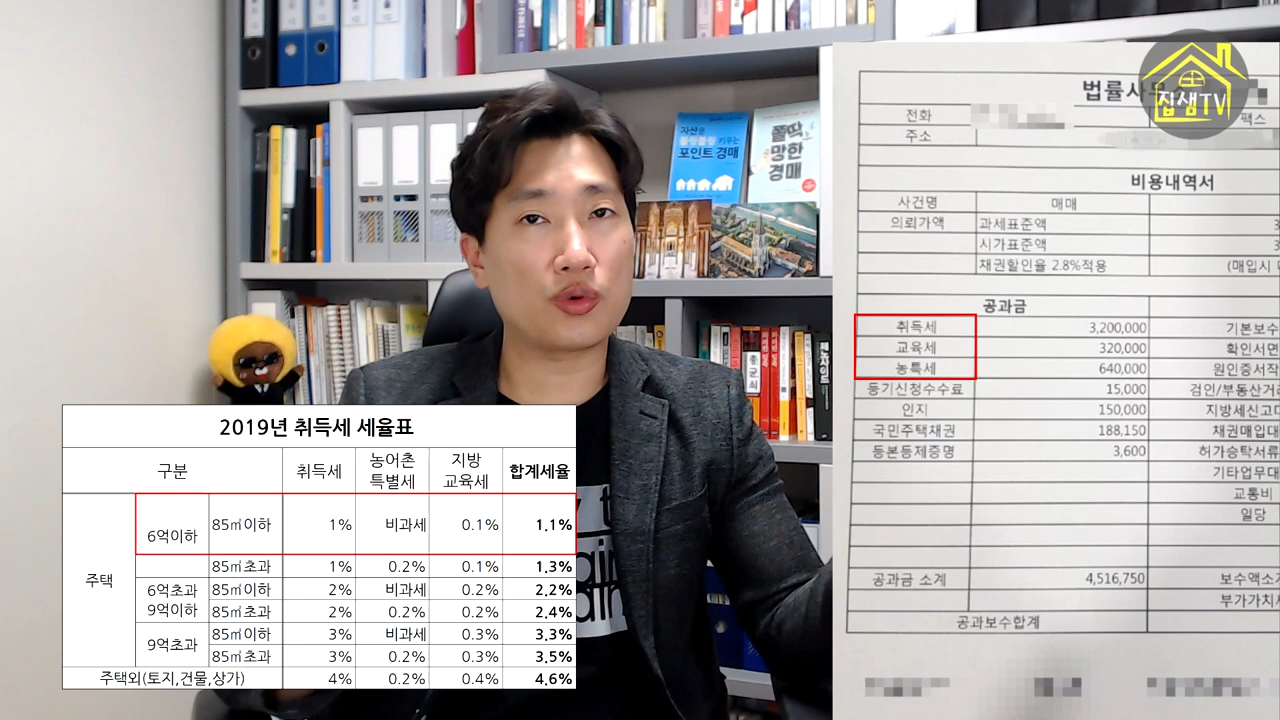 자산을
포인트 경매
쫄딱
망한
경매
집샘TV
법률사무
전화
팩스
주소
비용내역서
사건명 매매
의뢰가액 과세표준액 3
시가표준액 3
채권할인율 2.8%적용 (매입시
공과금
취득세 3,200,000 기본보수
교육세 320,000 확인서면
농특세 640,000 원인증서작
등기신청수수료 15,000 검인/부동산거
인지 150,000 지방세신고
국민주택채권 188,150 채권매입대
등본등제증명 3,600 허가승탁서류
기타업무대
교통비
일당
공과금 소계 4,516,750 보수액소
부가가치
공과보수합계
2019년 취득세 세율표
구분 취득세 농어촌 특별세 지방 교육세 합계세율
주택 6억이하 85㎡이하 1% 비과세 0.1% 1.1%
85㎡초과 1% 0.2% 0.1% 1.3%
6억초과 85㎡이하 2% 비과세 0.2% 2.2%
9억이하 85㎡초과 2% 0.2% 0.2% 2.4%
9억초과 85㎡이하 3% 비과세 0.3% 3.3%
85㎡초과 3% 0.2% 0.3% 3.5%
주택외(토지,건물,상가) 4% 0.2% 0.4% 4.6%